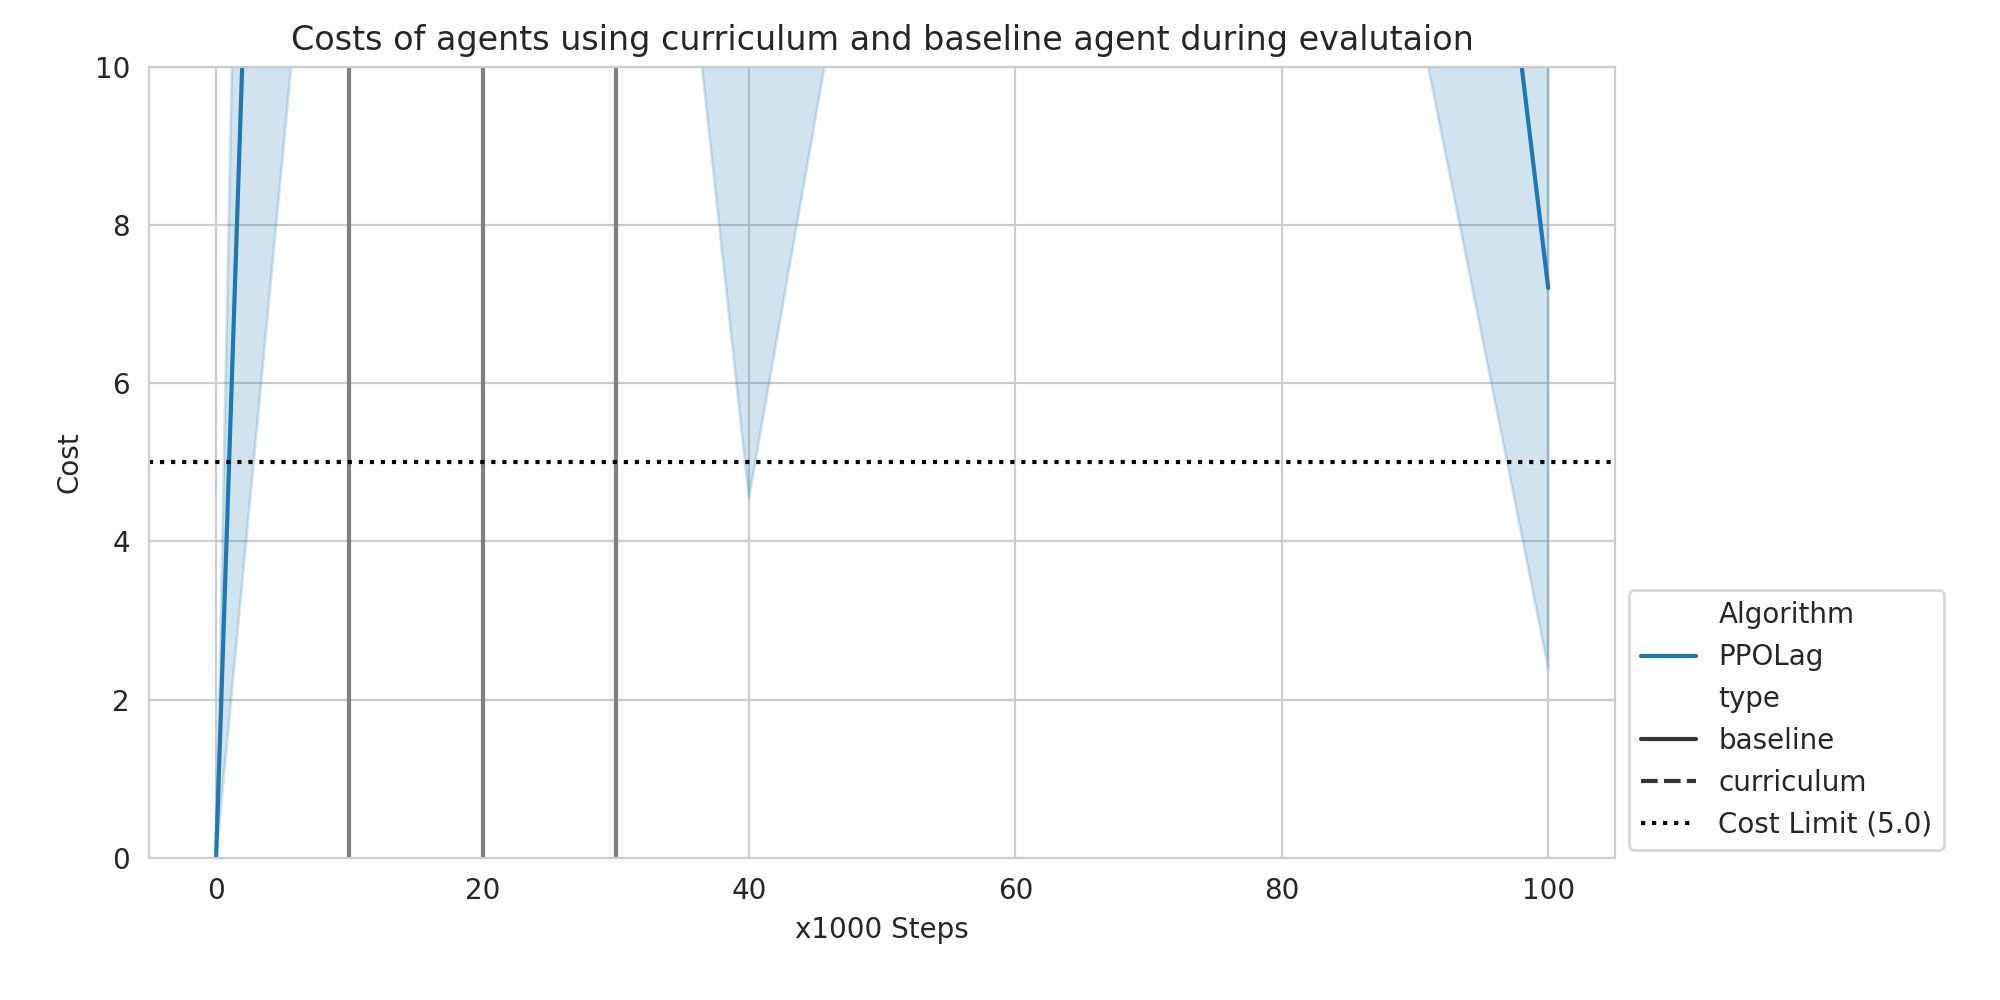 Costs of agents using curriculum and baseline agent during evalutaion
10
8
6
4
2
0
Cost
0 20 40 60 80 100
x1000 Steps
Algorithm
PPOLag
type
baseline
curriculum
Cost Limit (5.0)